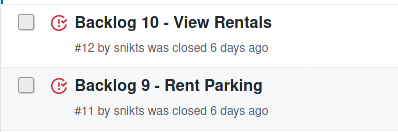 Backlog 10 - View Rentals
#12 by snikts was closed 6 days ago
Backlog 9 - Rent Parking
#11 by snikts was closed 6 days ago